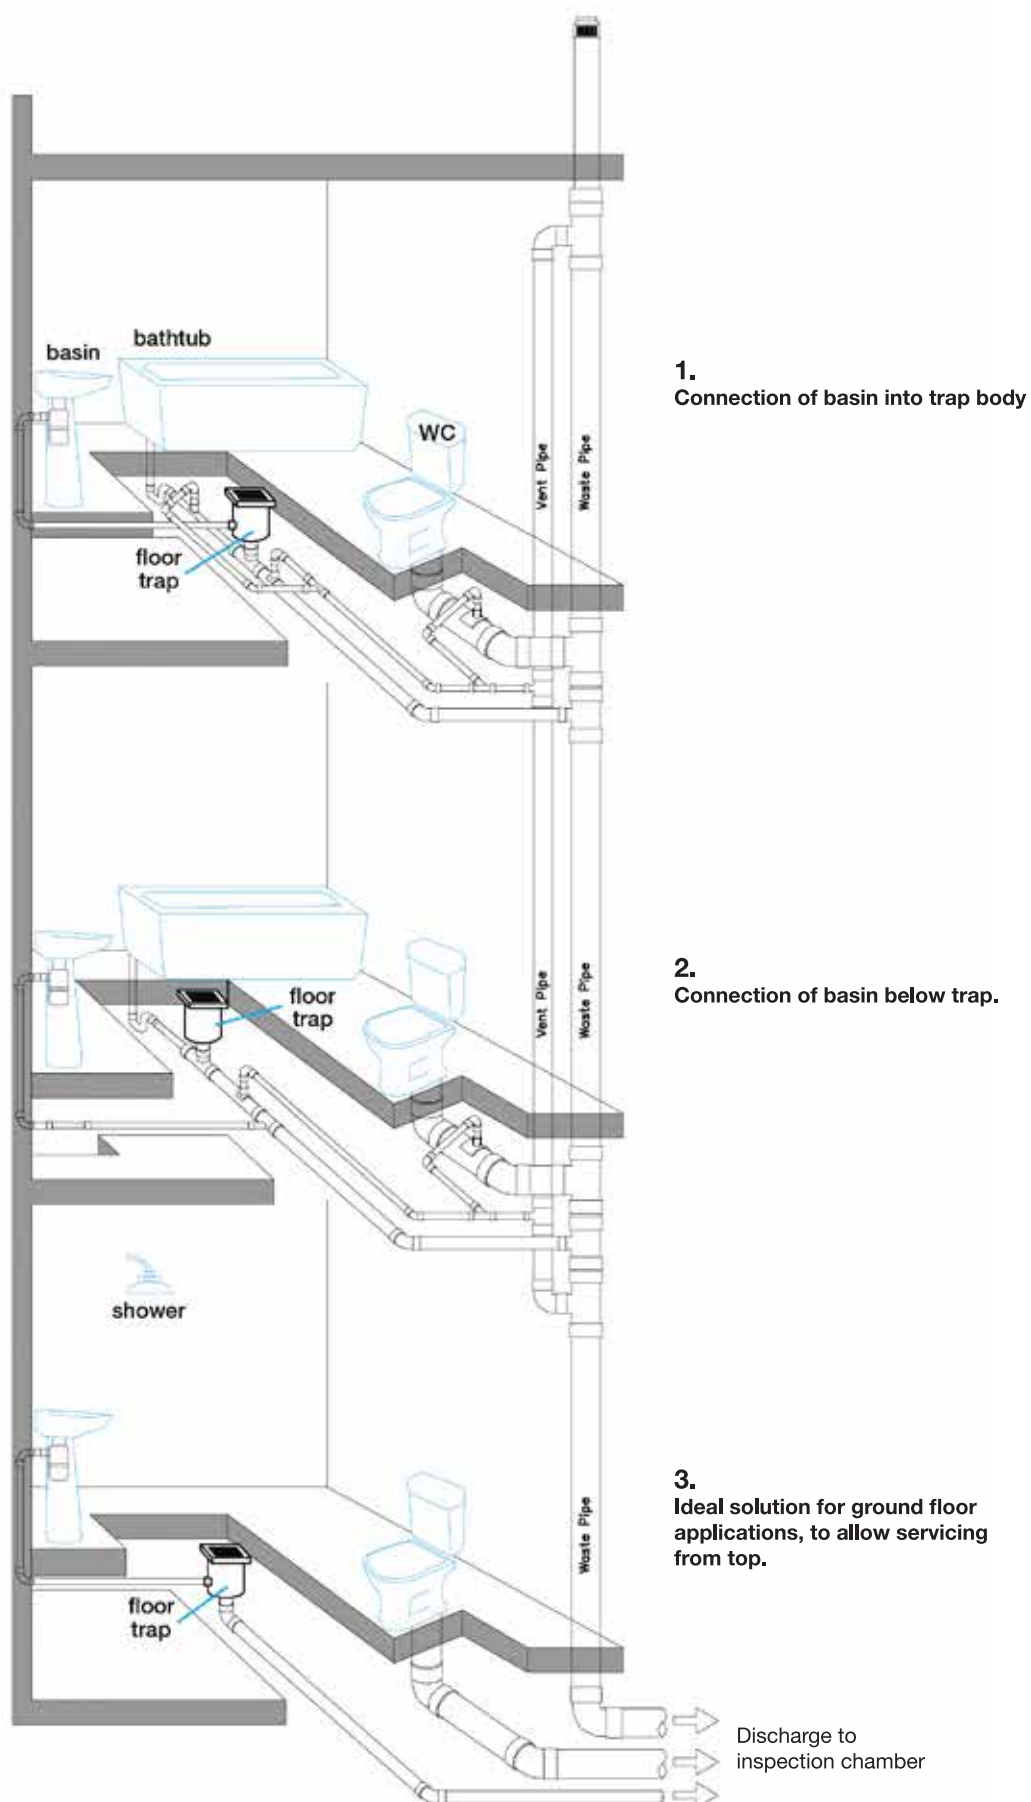 basin
bathtub
WC
floor
trap
Vent Pipe
Waste Pipe
1.
Connection of basin into trap body
floor
trap
Vent Pipe
Waste Pipe
2.
Connection of basin below trap.
shower
floor
trap
Waste Pipe
3.
Ideal solution for ground floor
applications, to allow servicing
from top.
Discharge to
inspection chamber